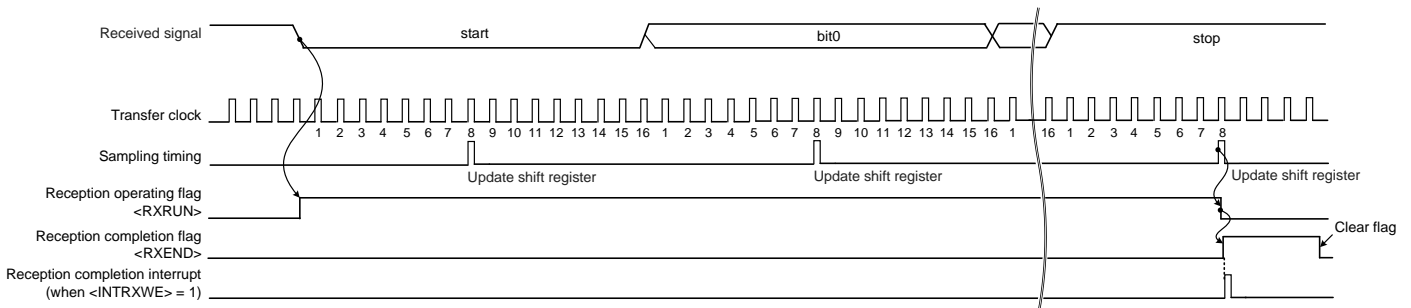 Received signal
start
bit0
stop
Transfer clock
1 2 3 4 5 6 7 8 9 10 11 12 13 14 15 16 1 2 3 4 5 6 7 8 9 10 11 12 13 14 15 16 1 16 1 2 3 4 5 6 7 8
Sampling timing
Update shift register
Update shift register
Update shift register
Reception operating flag
<RXRUN>
Reception completion flag
<RXEND>
Clear flag
Reception completion interrupt
(when <INTRXWE> = 1)